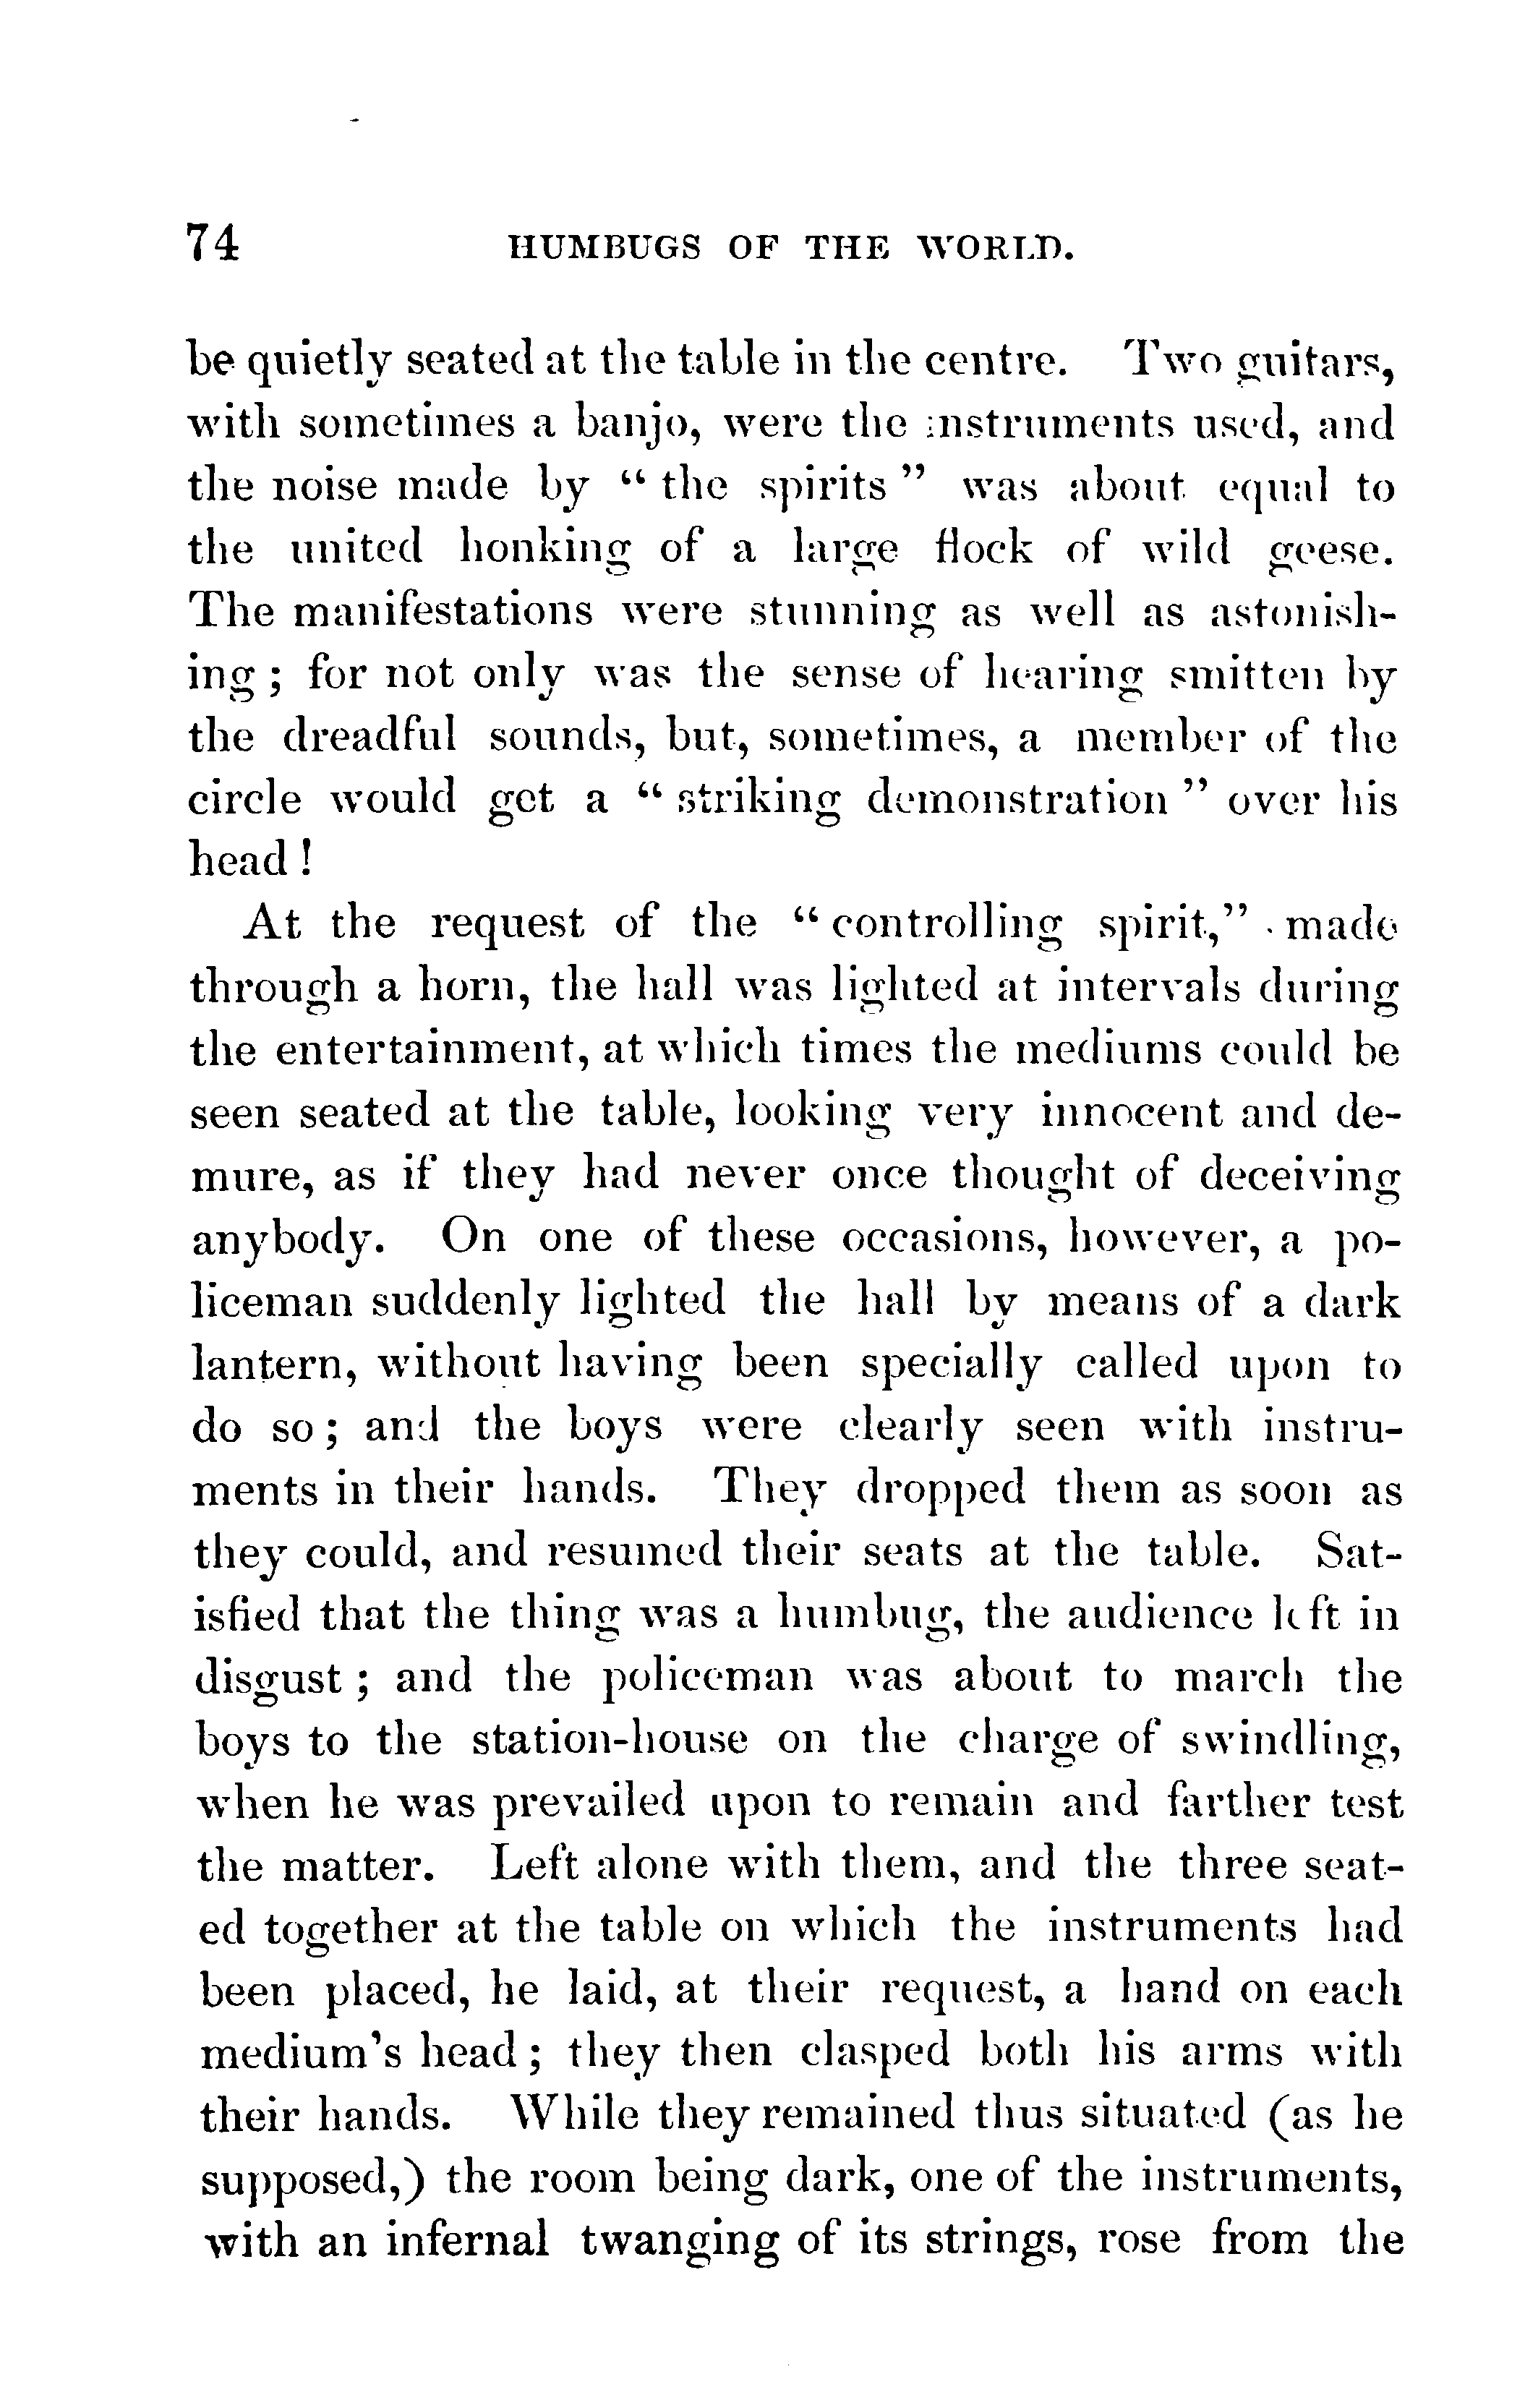 74 HUMBUGS OF THE WORLD.
be quietly seated at the table in the centre. Two guitars,
with sometimes a banjo, were the instruments used, and
the noise made by “ the spirits ” was about equal to
the united honking of a large flock of wild geese.
The manifestations were stunning as well as astonish-
ing ; for not only was the sense of hearing smitten by
the dreadful sounds, but, sometimes, a member of the
circle would get a “ striking demonstration ” over his
head !
At the request of the “ controlling spirit,” made
through a horn, the hall was lighted at intervals during
the entertainment, at which times the mediums could be
seen seated at the table, looking very innocent and de-
mure, as if they had never once thought of deceiving
anybody. On one of these occasions, however, a po-
liceman suddenly lighted the hall by means of a dark
lantern, without having been specially called upon to
do so ; and the boys were clearly seen with instru-
ments in their hands. They dropped them as soon as
they could, and resumed their seats at the table. Sat-
isfied that the thing was a humbug, the audience left in
disgust ; and the policeman was about to march the
boys to the station-house on the charge of swindling,
when he was prevailed upon to remain and farther test
the matter. Left alone with them, and the three seat-
ed together at the table on which the instruments had
been placed, he laid, at their request, a hand on each
medium’s head ; they then clasped both his arms with
their hands. While they remained thus situated (as he
supposed,) the room being dark, one of the instruments,
with an infernal twanging of its strings, rose from the